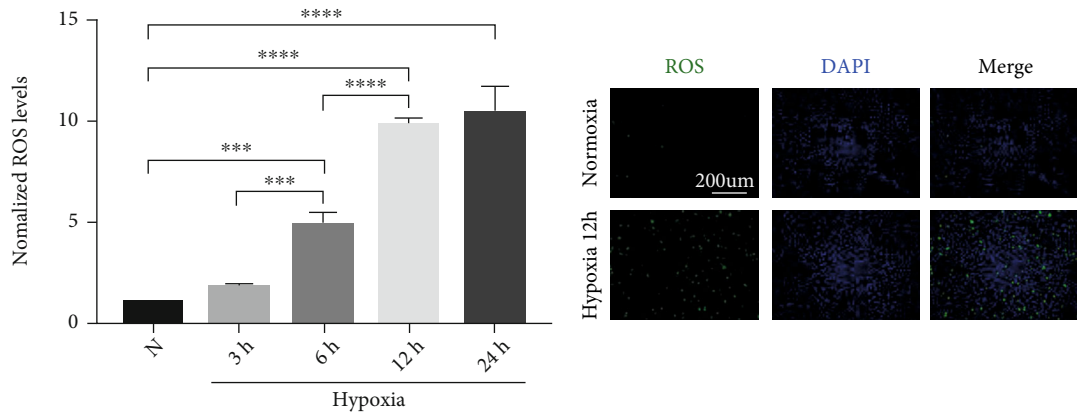 Nomalized ROS levels
15
10
5
0
****
****
****
***
***
N
3 h
6 h
12 h
24 h
Hypoxia
ROS
DAPI
Merge
Normoxia
200um
Hypoxia 12h